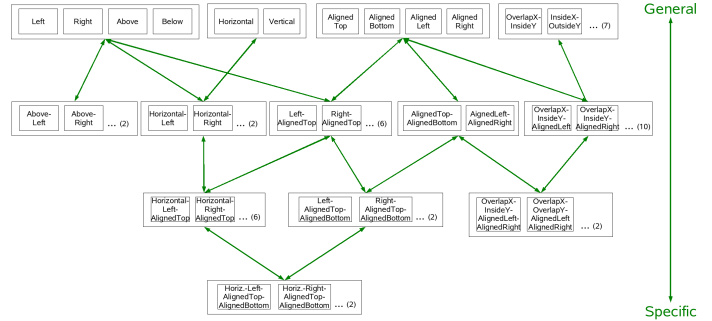 General
Left Right Above Below
Horizontal Vertical
Aligned Top Aligned Bottom Aligned Left Aligned Right
OverlapX-InsideY InsideX-OutsideY ... (7)
Above-Left Above-Right ... (2)
Horizontal-Left Horizontal-Right ... (2)
Left-AlignedTop Right-AlignedTop ... (6)
AlignedTop-AlignedBottom AlignedLeft-AlignedRight
OverlapX-InsideY-AlignedLeft OverlapX-InsideY-AlignedRight ... (10)
Horizontal-Left-AlignedTop Horizontal-Right-AlignedTop ... (6)
Left-AlignedTop-AlignedBottom Right-AlignedTop-AlignedBottom ... (2)
OverlapX-InsideY-AlignedLeft-AlignedRight OverlapX-OverlapY-AlignedLeft AlignedRight ... (2)
Horiz.-Left-AlignedTop-AlignedBottom Horiz.-Right-AlignedTop-AlignedBottom ... (2)
Specific